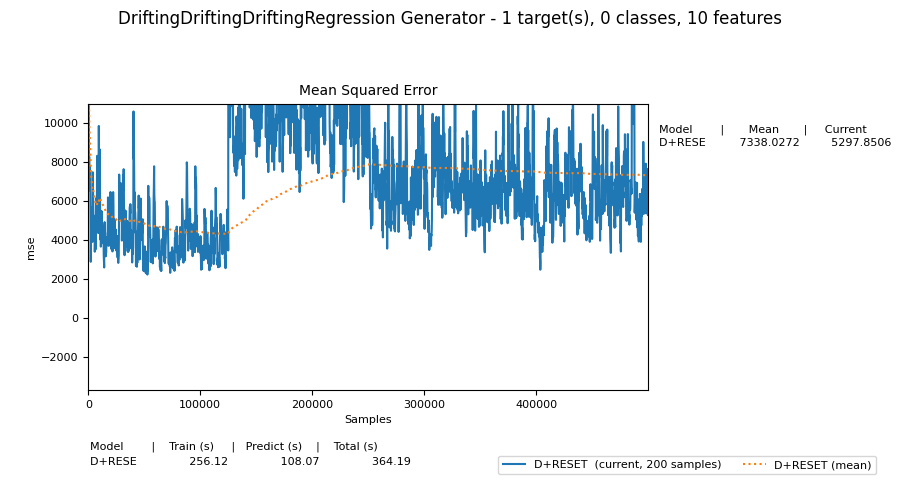 DriftingDriftingDriftingRegression Generator - 1 target(s), 0 classes, 10 features
Mean Squared Error
10000
8000
6000
4000
2000
0
−2000
mse
0 100000 200000 300000 400000
Samples
Model | Mean | Current
D+RESE 7338.0272 5297.8506
Model | Train (s) | Predict (s) | Total (s)
D+RESE 256.12 108.07 364.19
D+RESET (current, 200 samples) D+RESET (mean)